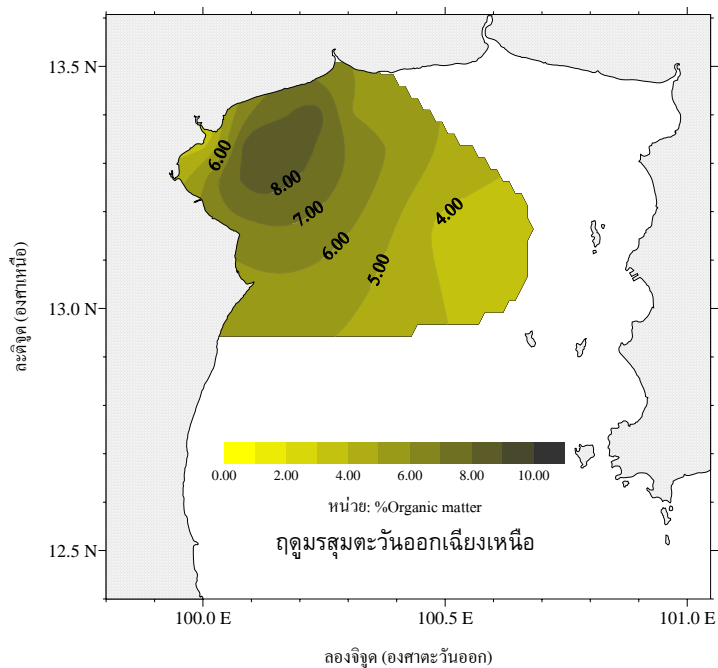 13.5 N
6.00
8.00
7.00
4.00
6.00
5.00
13.0 N
ละติจูด (องศาเหนือ)
0.00 2.00 4.00 6.00 8.00 10.00
หน่วย: %Organic matter
ฤดูมรสุมตะวันออกเฉียงเหนือ
12.5 N
100.0 E 100.5 E 101.0 E
ลองจิจูด (องศาตะวันออก)